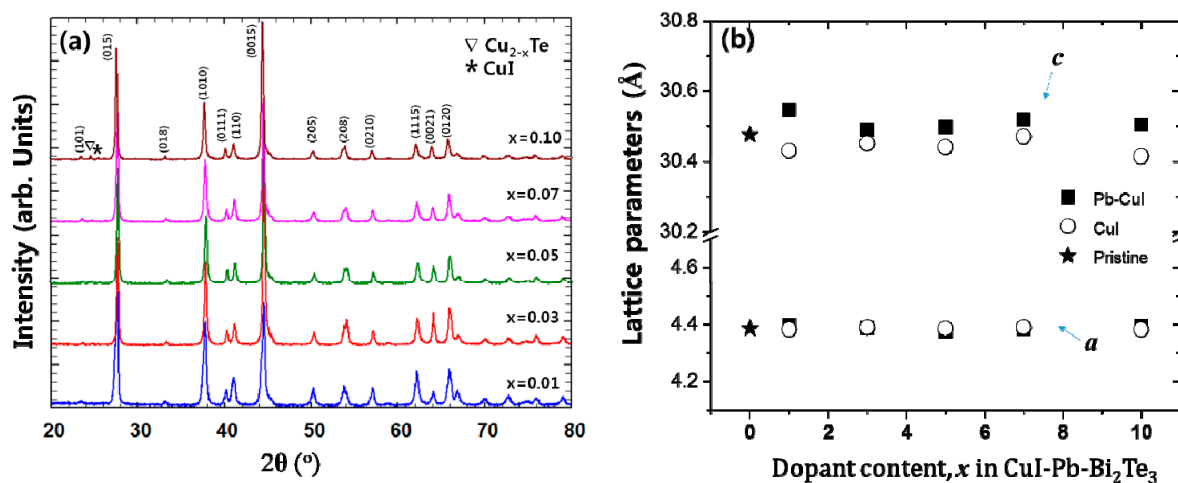 (a)
(015)
(0015)
▽ Cu₂₋ₓTe
* CuI
(101)
▽
*
(018)
(1010)
(0111)
(110)
(205)
(208)
(0210)
(1115)
(0021)
(0120)
x=0.10
x=0.07
x=0.05
x=0.03
x=0.01
Intensity (arb. Units)
20 30 40 50 60 70 80
2θ (°)
(b)
30.8
30.6
30.4
30.2
4.6
4.4
4.2
c
■ Pb-CuI
○ CuI
★ Pristine
a
Lattice parameters (Å)
0 2 4 6 8 10
Dopant content, x in CuI-Pb-Bi₂Te₃